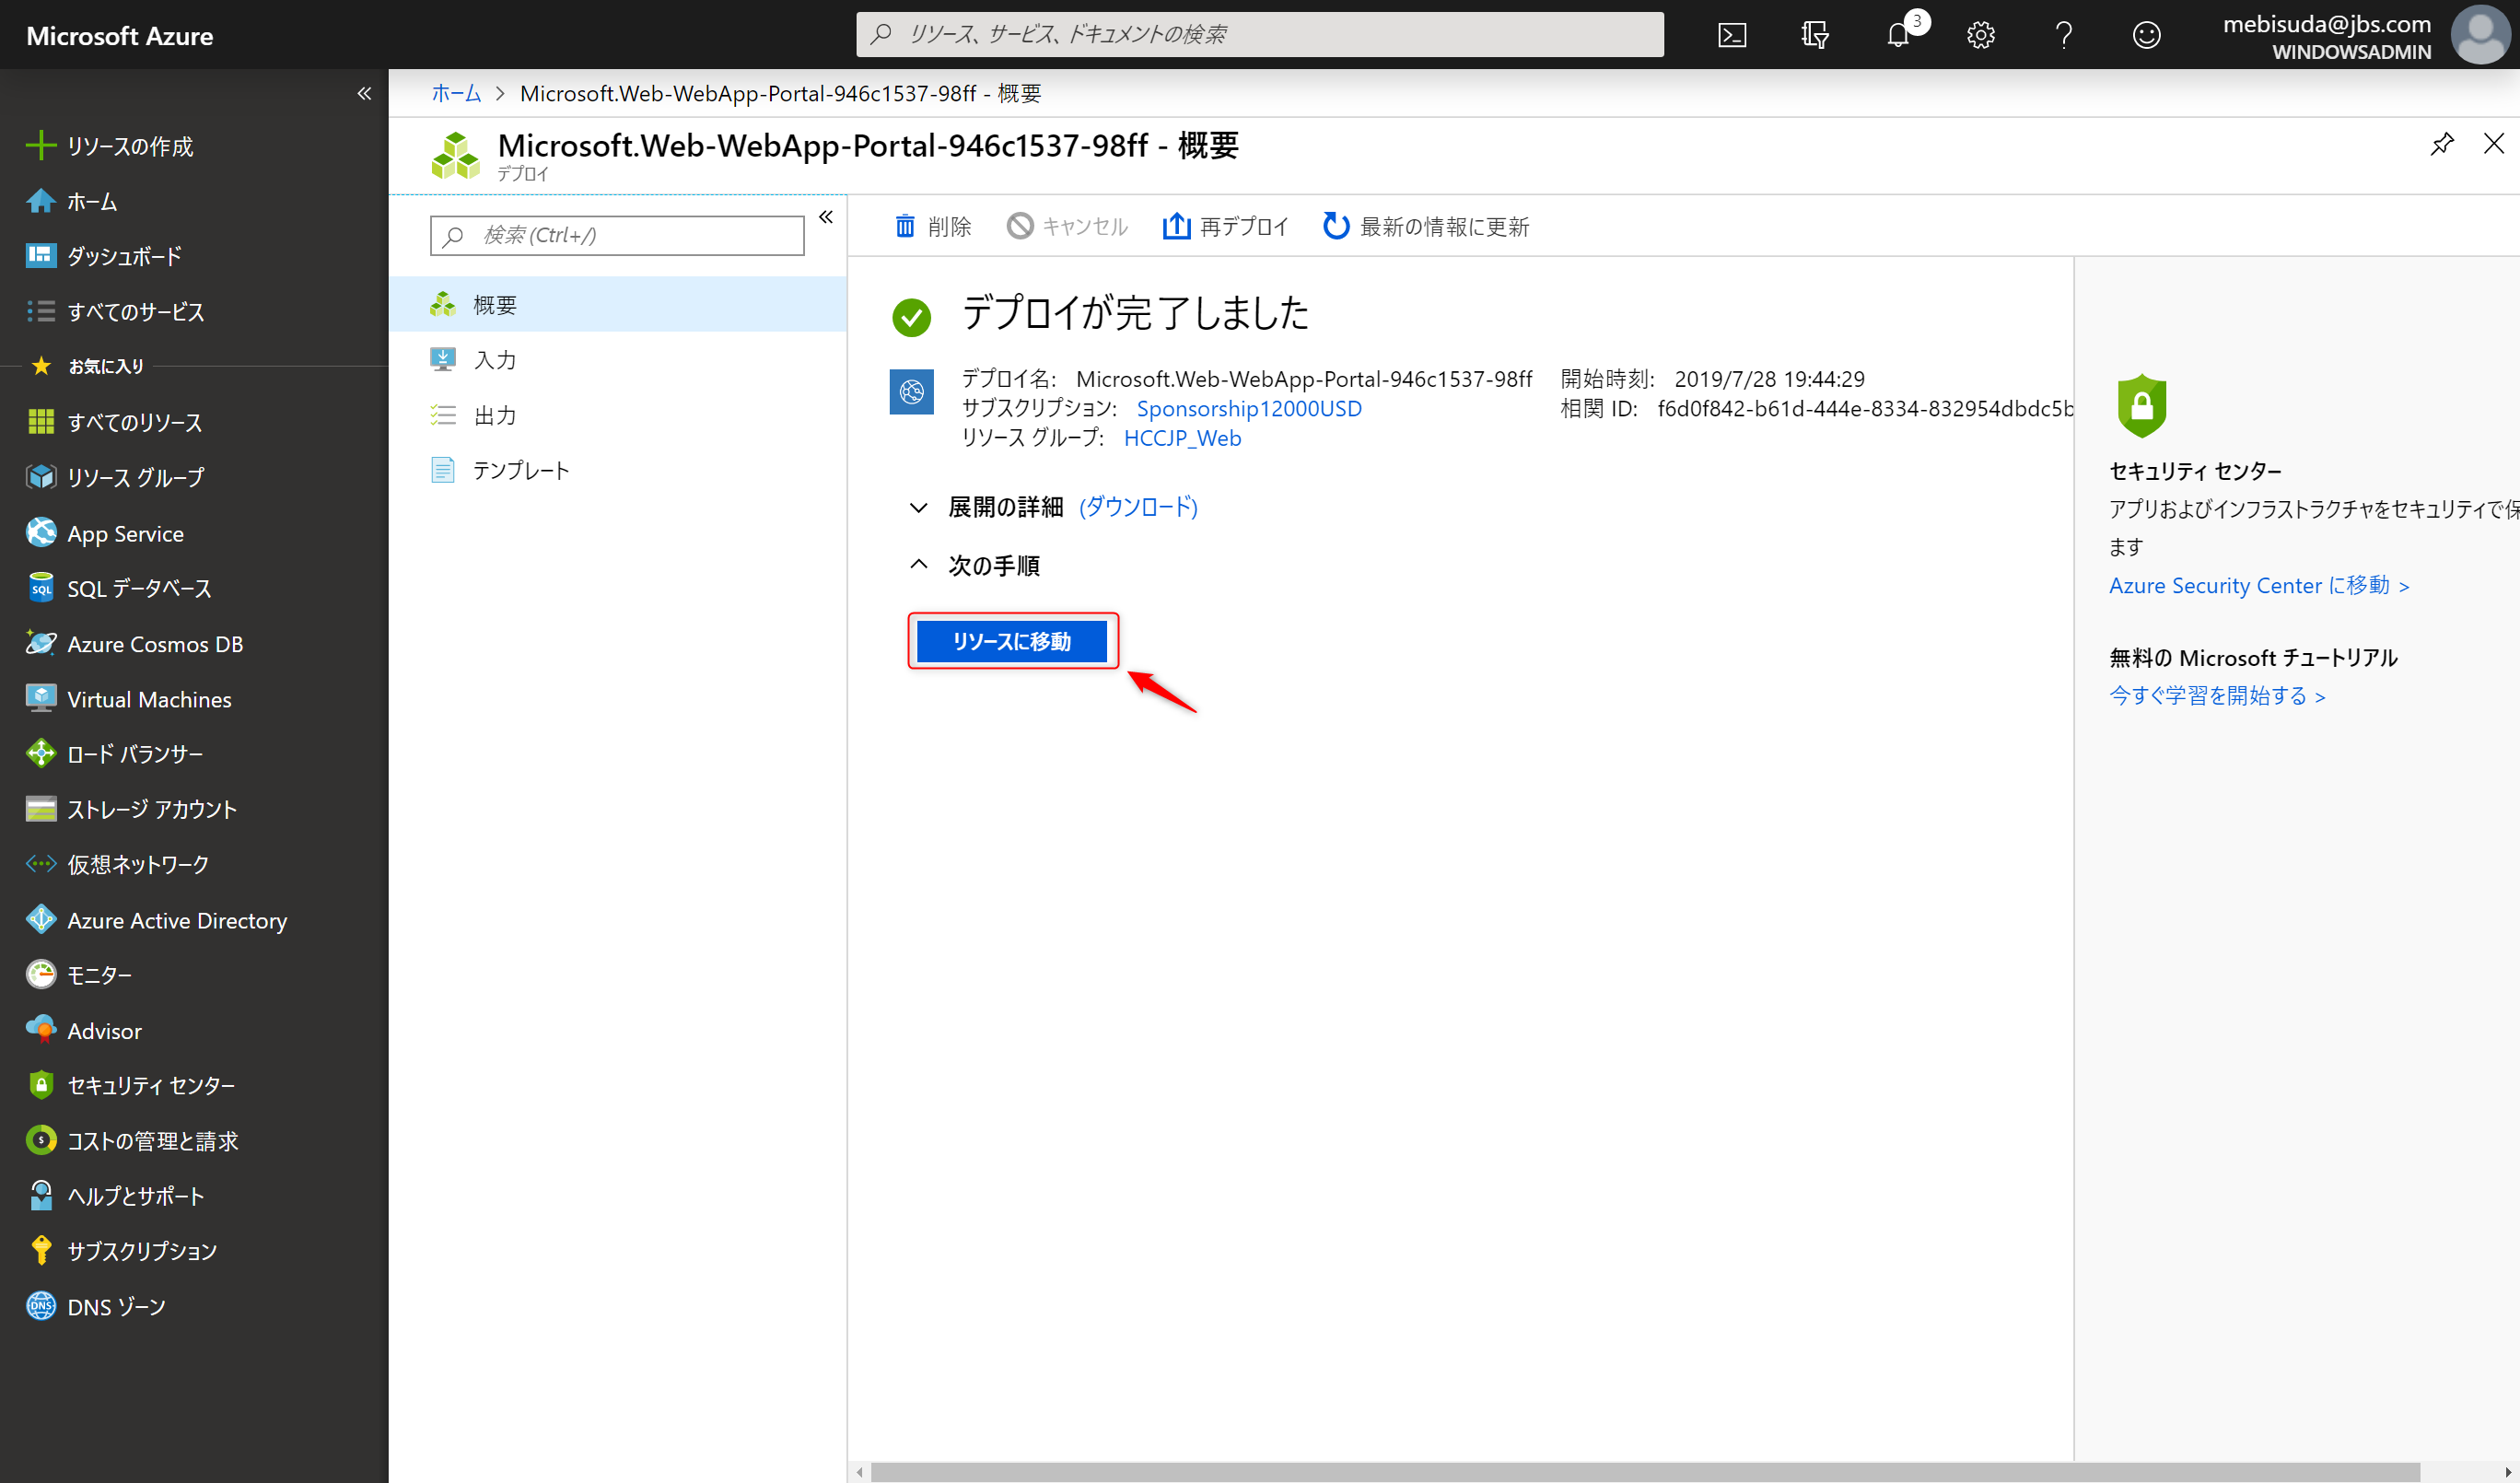 Microsoft Azure
リソース、サービス、ドキュメントの検索
3
mebisuda@jbs.com
WINDOWSADMIN
リソースの作成
ホーム
ダッシュボード
すべてのサービス
お気に入り
すべてのリソース
リソース グループ
App Service
SQL データベース
Azure Cosmos DB
Virtual Machines
ロード バランサー
ストレージ アカウント
仮想ネットワーク
Azure Active Directory
モニター
Advisor
セキュリティ センター
コストの管理と請求
ヘルプとサポート
サブスクリプション
DNS ゾーン
ホーム > Microsoft.Web-WebApp-Portal-946c1537-98ff - 概要
Microsoft.Web-WebApp-Portal-946c1537-98ff - 概要
デプロイ
検索 (Ctrl+/)
概要
入力
出力
テンプレート
削除 キャンセル 再デプロイ 最新の情報に更新
デプロイが完了しました
デプロイ名: Microsoft.Web-WebApp-Portal-946c1537-98ff
サブスクリプション: Sponsorship12000USD
リソース グループ: HCCJP_Web
開始時刻: 2019/7/28 19:44:29
相関 ID: f6d0f842-b61d-444e-8334-832954dbdc5b
展開の詳細 (ダウンロード)
次の手順
リソースに移動
セキュリティ センター
アプリおよびインフラストラクチャをセキュリティで保
ます
Azure Security Center に移動 >
無料の Microsoft チュートリアル
今すぐ学習を開始する >